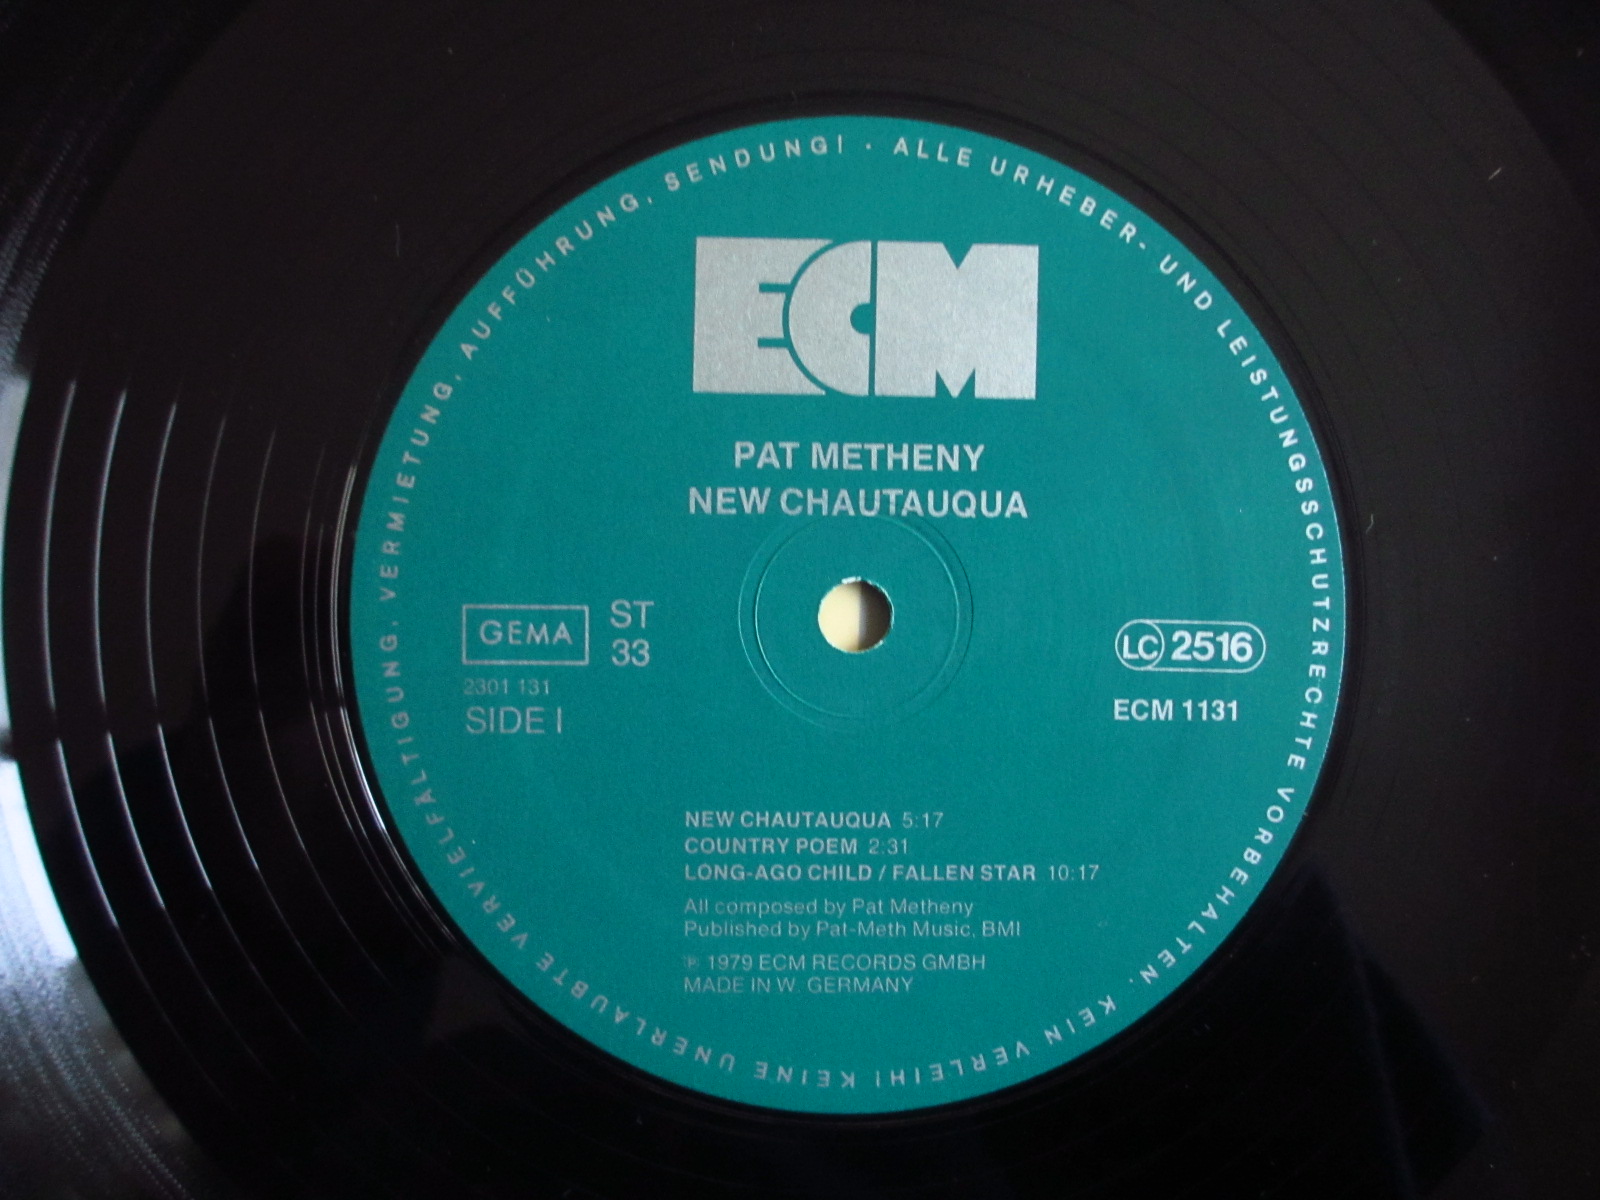 ALLE URHEBER- UND LEISTUNGSSCHUTZRECHTE VORBEHALTEN. KEIN VERLEIH! KEINE UNERLAUBTE VERVIELFÄLTIGUNG, VERMIETUNG, AUFFÜHRUNG, SENDUNG! ·
ECM
PAT METHENY
NEW CHAUTAUQUA
GEMA
ST
33
2301 131
SIDE I
LC 2516
ECM 1131
NEW CHAUTAUQUA 5:17
COUNTRY POEM 2:31
LONG-AGO CHILD / FALLEN STAR 10:17
All composed by Pat Metheny
Published by Pat-Meth Music, BMI
℗ 1979 ECM RECORDS GMBH
MADE IN W. GERMANY